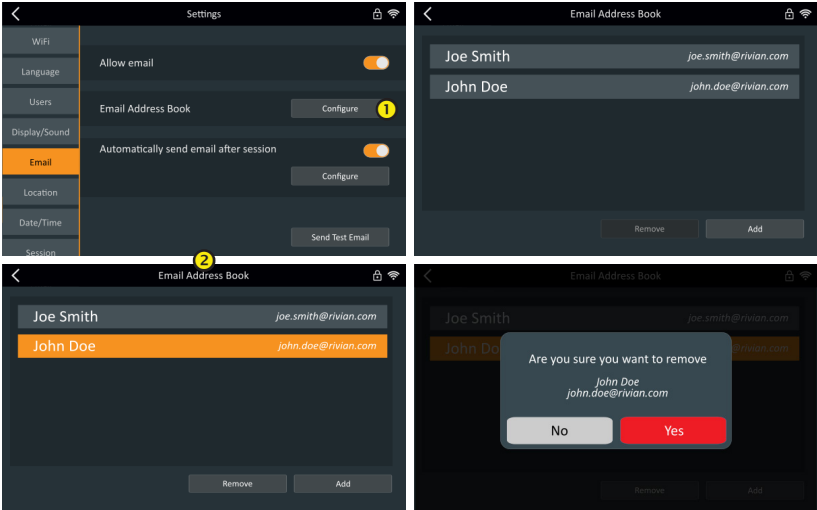 Settings
WiFi
Language
Users
Display/Sound
Email
Location
Date/Time
Session
Allow email
Email Address Book
Configure
1
Automatically send email after session
Configure
Send Test Email
Email Address Book
Joe Smith joe.smith@rivian.com
John Doe john.doe@rivian.com
Remove Add
2
Email Address Book
Joe Smith joe.smith@rivian.com
John Doe john.doe@rivian.com
Remove Add
Email Address Book
Joe Smith joe.smith@rivian.com
John Do @rivian.com
Are you sure you want to remove
John Doe
john.doe@rivian.com
No Yes
Remove Add